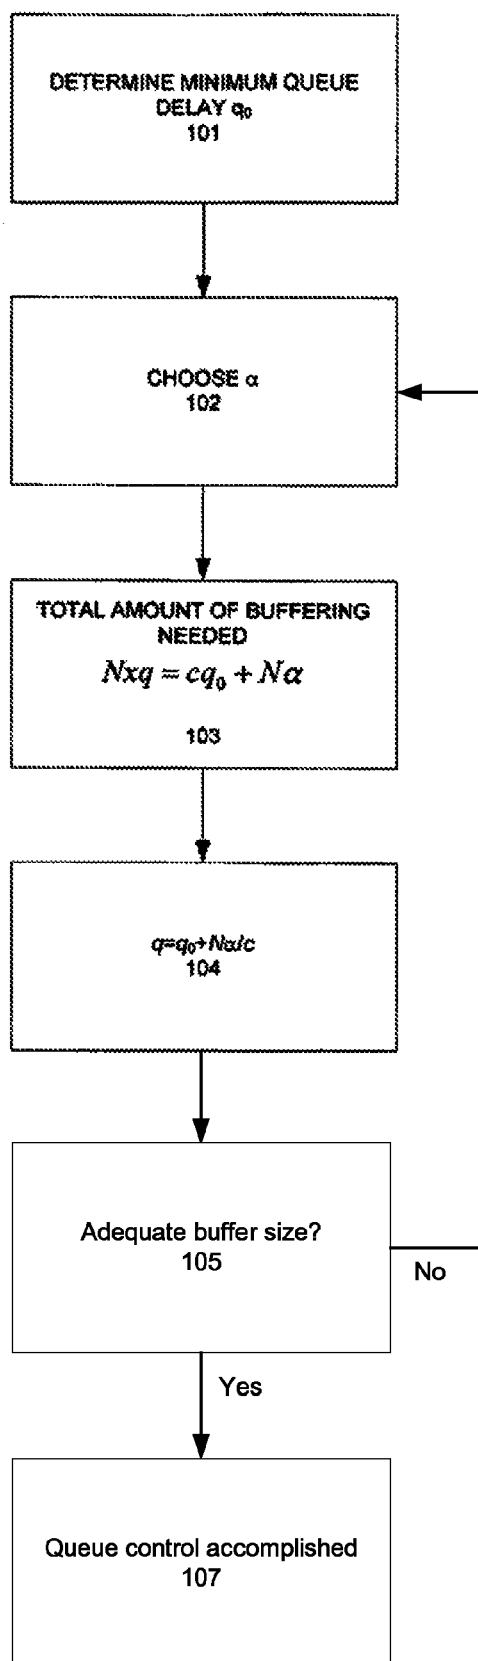 DETERMINE MINIMUM QUEUE
DELAY q₀
101
CHOOSE α
102
TOTAL AMOUNT OF BUFFERING
NEEDED
Nxq = cq₀ + Nα
103
q=q₀+Nα/c
104
Adequate buffer size?
105
No
Yes
Queue control accomplished
107